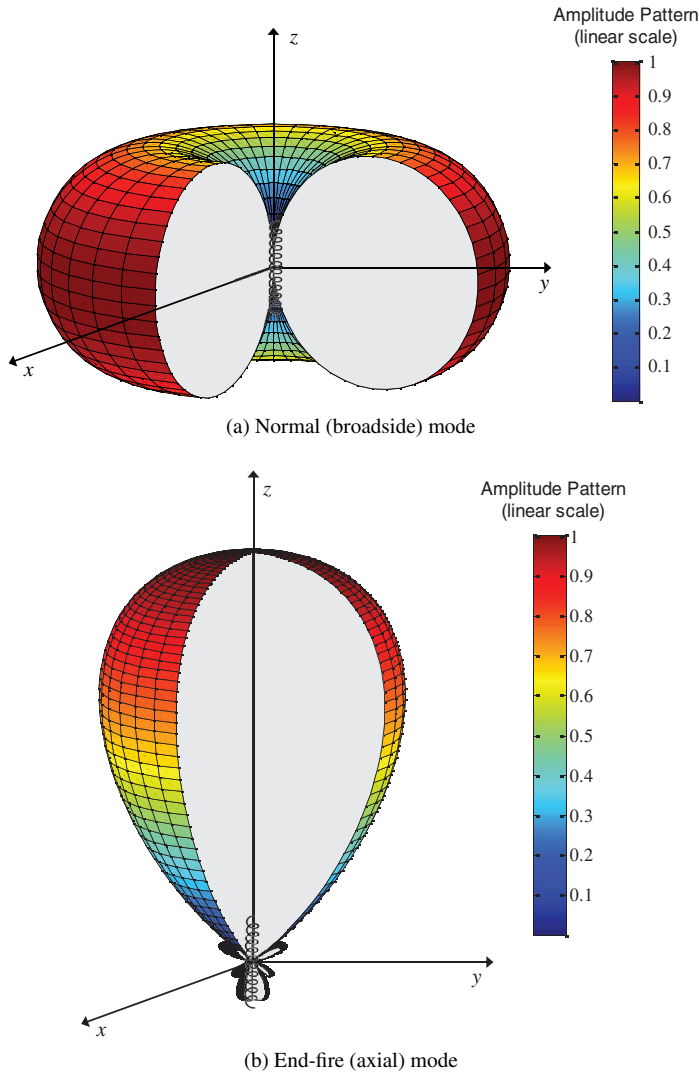 Amplitude Pattern
(linear scale)
z
1
0.9
0.8
0.7
0.6
0.5
0.4
0.3
0.2
0.1
y
x
(a) Normal (broadside) mode
z
Amplitude Pattern
(linear scale)
1
0.9
0.8
0.7
0.6
0.5
0.4
0.3
0.2
0.1
y
x
(b) End-fire (axial) mode